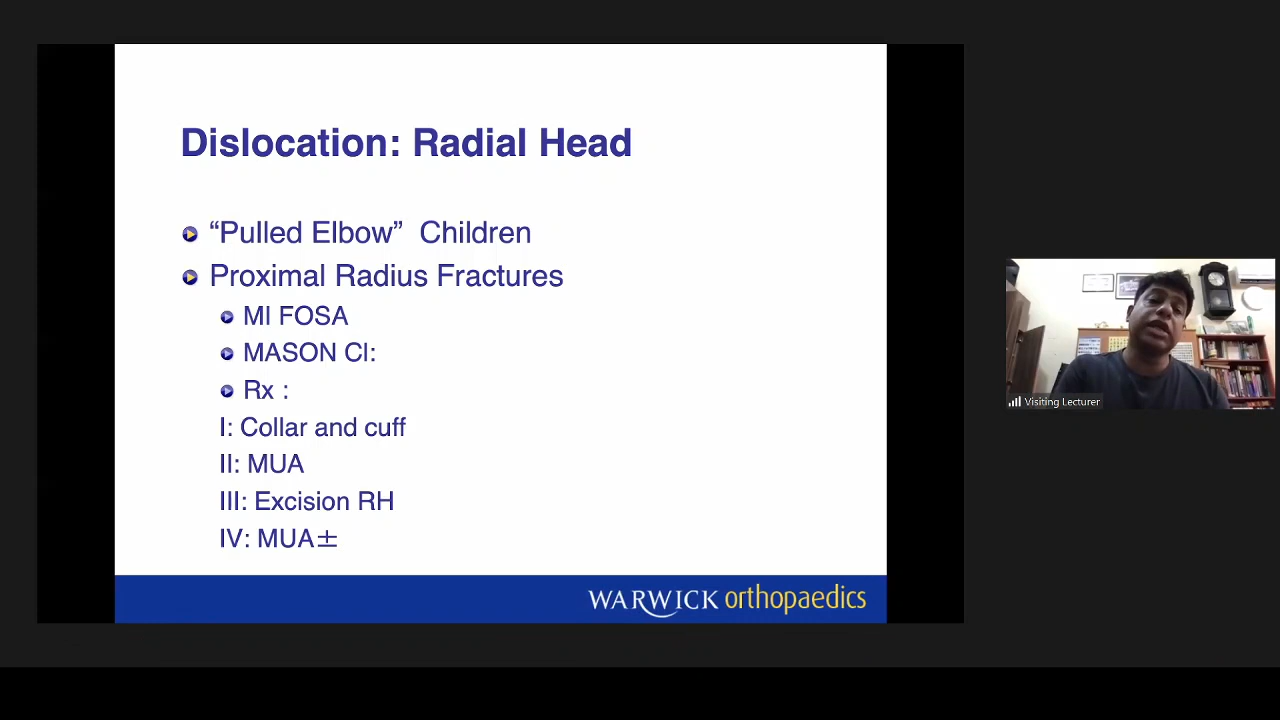 Dislocation: Radial Head
“Pulled Elbow” Children
Proximal Radius Fractures
MI FOSA
MASON Cl:
Rx :
I: Collar and cuff
II: MUA
III: Excision RH
IV: MUA±
WARWICK orthopaedics
Visiting Lecturer